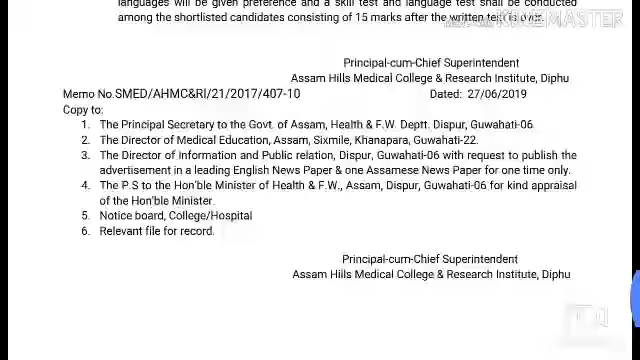 languages will be given preference and a skill test and language test shall be conducted
among the shortlisted candidates consisting of 15 marks after the written test is over.
KINEMASTER
Principal-cum-Chief Superintendent
Assam Hills Medical College & Research Institute, Diphu
Memo No.SMED/AHMC&RI/21/2017/407-10 Dated: 27/06/2019
Copy to:
1. The Principal Secretary to the Govt. of Assam, Health & F.W. Deptt. Dispur, Guwahati-06.
2. The Director of Medical Education, Assam, Sixmile, Khanapara, Guwahati-22.
3. The Director of Information and Public relation, Dispur, Guwahati-06 with request to publish the
advertisement in a leading English News Paper & one Assamese News Paper for one time only.
4. The P.S to the Hon'ble Minister of Health & F.W., Assam, Dispur, Guwahati-06 for kind appraisal
of the Hon'ble Minister.
5. Notice board, College/Hospital
6. Relevant file for record.
Principal-cum-Chief Superintendent
Assam Hills Medical College & Research Institute, Diphu